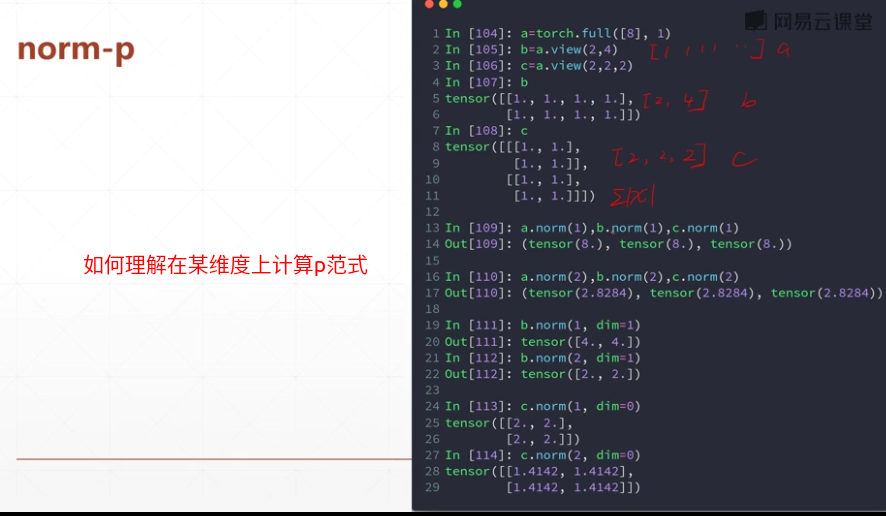 norm-p
如何理解在某维度上计算p范式
网易云课堂
1 In [104]: a=torch.full([8], 1)
2 In [105]: b=a.view(2,4)
3 In [106]: c=a.view(2,2,2)
4 In [107]: b
5 tensor([[1., 1., 1., 1.],
6 [1., 1., 1., 1.]])
7 In [108]: c
8 tensor([[[1., 1.],
9 [1., 1.]],
10 [[1., 1.],
11 [1., 1.]]])
12
13 In [109]: a.norm(1),b.norm(1),c.norm(1)
14 Out[109]: (tensor(8.), tensor(8.), tensor(8.))
15
16 In [110]: a.norm(2),b.norm(2),c.norm(2)
17 Out[110]: (tensor(2.8284), tensor(2.8284), tensor(2.8284))
18
19 In [111]: b.norm(1, dim=1)
20 Out[111]: tensor([4., 4.])
21 In [112]: b.norm(2, dim=1)
22 Out[112]: tensor([2., 2.])
23
24 In [113]: c.norm(1, dim=0)
25 tensor([[2., 2.],
26 [2., 2.]])
27 In [114]: c.norm(2, dim=0)
28 tensor([[1.4142, 1.4142],
29 [1.4142, 1.4142]])
a
[2, 4] b
[2, 2, 2] C
Σ|x|